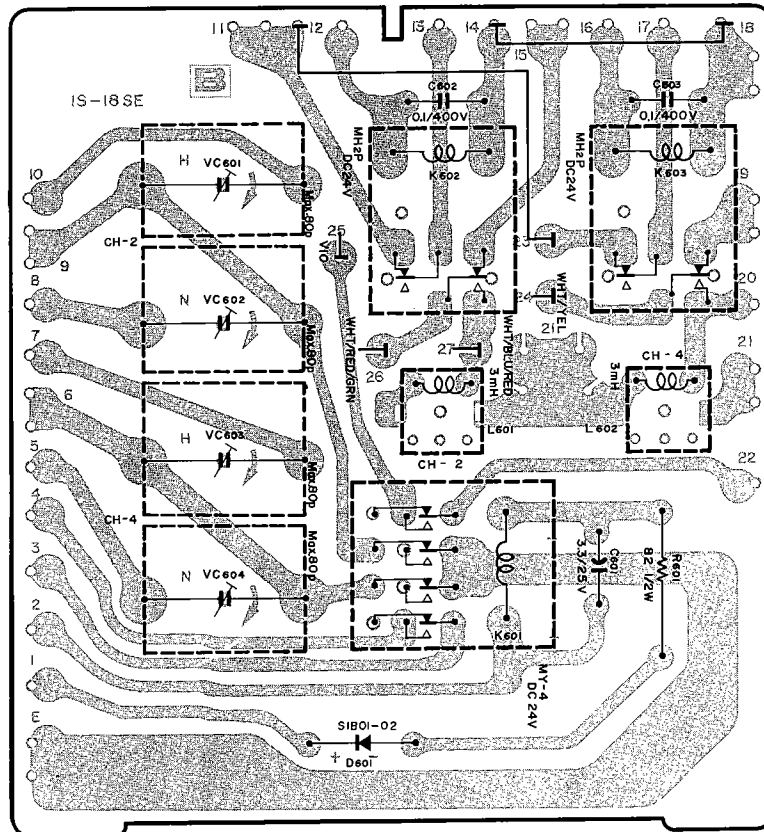 11 12 13 14 15 16 17 18
IS-18SE
B
C602
0.1/400V
C603
0.1/400V
MH2P
DC24V
K602
MH2P
DC24V
K603
H
VC601
Max.80p
10
19
CH-2
25
VIO
23
9
8
N
VC602
Max.80p
24
WHT/YEL
20
WHT/RED/GRN
WHT/BLU/RED
7
26
27
21
21
3mH
L601
CH-2
3mH
CH-4
L602
6
H
VC603
Max.80p
5
22
4
CH-4
3
N
VC604
Max.80p
K601
C601
3.3/25V
R601
82 1/2W
2
MY-4
DC 24V
1
E
S1B01-02
+ D601 -